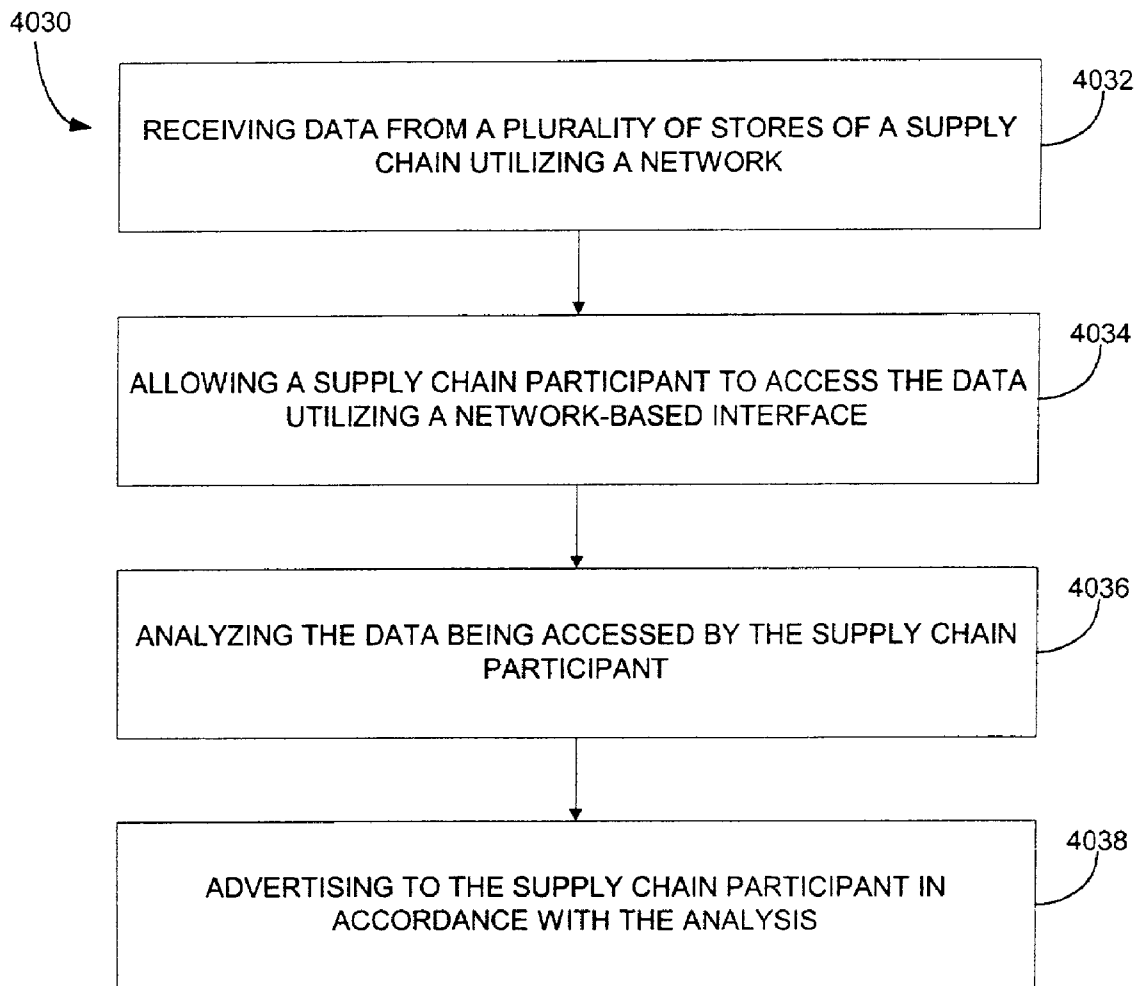 4030
4032
RECEIVING DATA FROM A PLURALITY OF STORES OF A SUPPLY
CHAIN UTILIZING A NETWORK
4034
ALLOWING A SUPPLY CHAIN PARTICIPANT TO ACCESS THE DATA
UTILIZING A NETWORK-BASED INTERFACE
4036
ANALYZING THE DATA BEING ACCESSED BY THE SUPPLY CHAIN
PARTICIPANT
4038
ADVERTISING TO THE SUPPLY CHAIN PARTICIPANT IN
ACCORDANCE WITH THE ANALYSIS